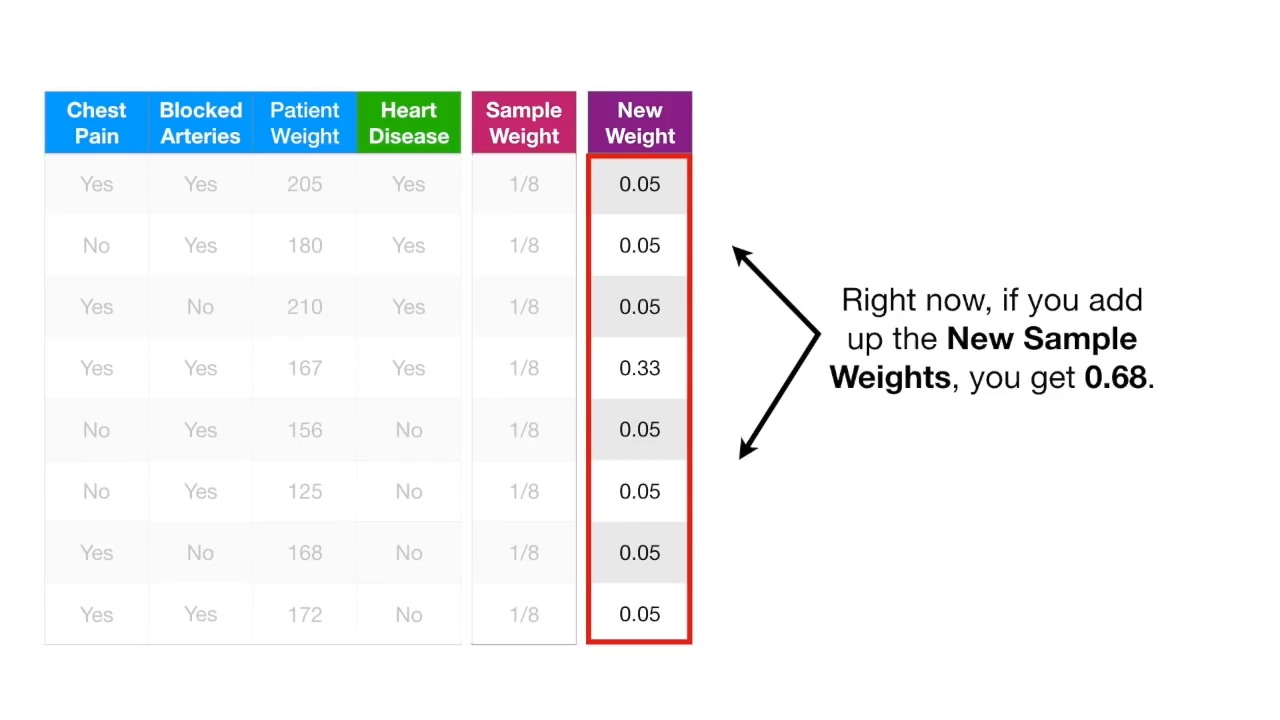 Chest Pain Blocked Arteries Patient Weight Heart Disease Sample Weight New Weight
Yes Yes 205 Yes 1/8 0.05
No Yes 180 Yes 1/8 0.05
Yes No 210 Yes 1/8 0.05
Yes Yes 167 Yes 1/8 0.33
No Yes 156 No 1/8 0.05
No Yes 125 No 1/8 0.05
Yes No 168 No 1/8 0.05
Yes Yes 172 No 1/8 0.05
Right now, if you add
up the New Sample
Weights, you get 0.68.